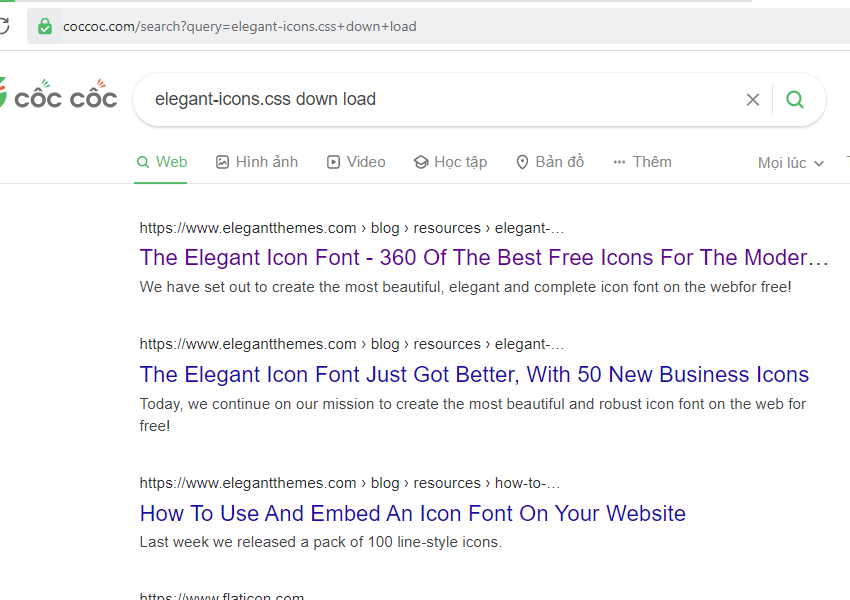 coccoc.com/search?query=elegant-icons.css+down+load
cốc cốc
elegant-icons.css down load
Web Hình ảnh Video Học tập Bản đồ ··· Thêm Mọi lúc
https://www.elegantthemes.com › blog › resources › elegant-...
The Elegant Icon Font - 360 Of The Best Free Icons For The Moder...
We have set out to create the most beautiful, elegant and complete icon font on the webfor free!
https://www.elegantthemes.com › blog › resources › elegant-...
The Elegant Icon Font Just Got Better, With 50 New Business Icons
Today, we continue on our mission to create the most beautiful and robust icon font on the web for
free!
https://www.elegantthemes.com › blog › resources › how-to-...
How To Use And Embed An Icon Font On Your Website
Last week we released a pack of 100 line-style icons.
https://www.flaticon.com